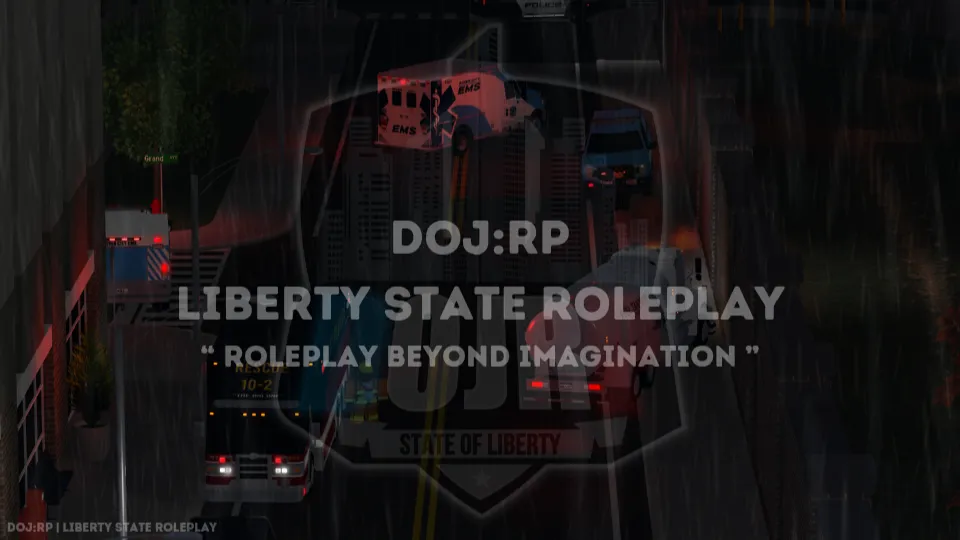 POLICE
EMS
EMS
Grand
DOJ:RP
LIBERTY STATE ROLEPLAY
“ ROLEPLAY BEYOND IMAGINATION ”
RESCUE
10-2
STATE OF LIBERTY
DOJ:RP | LIBERTY STATE ROLEPLAY